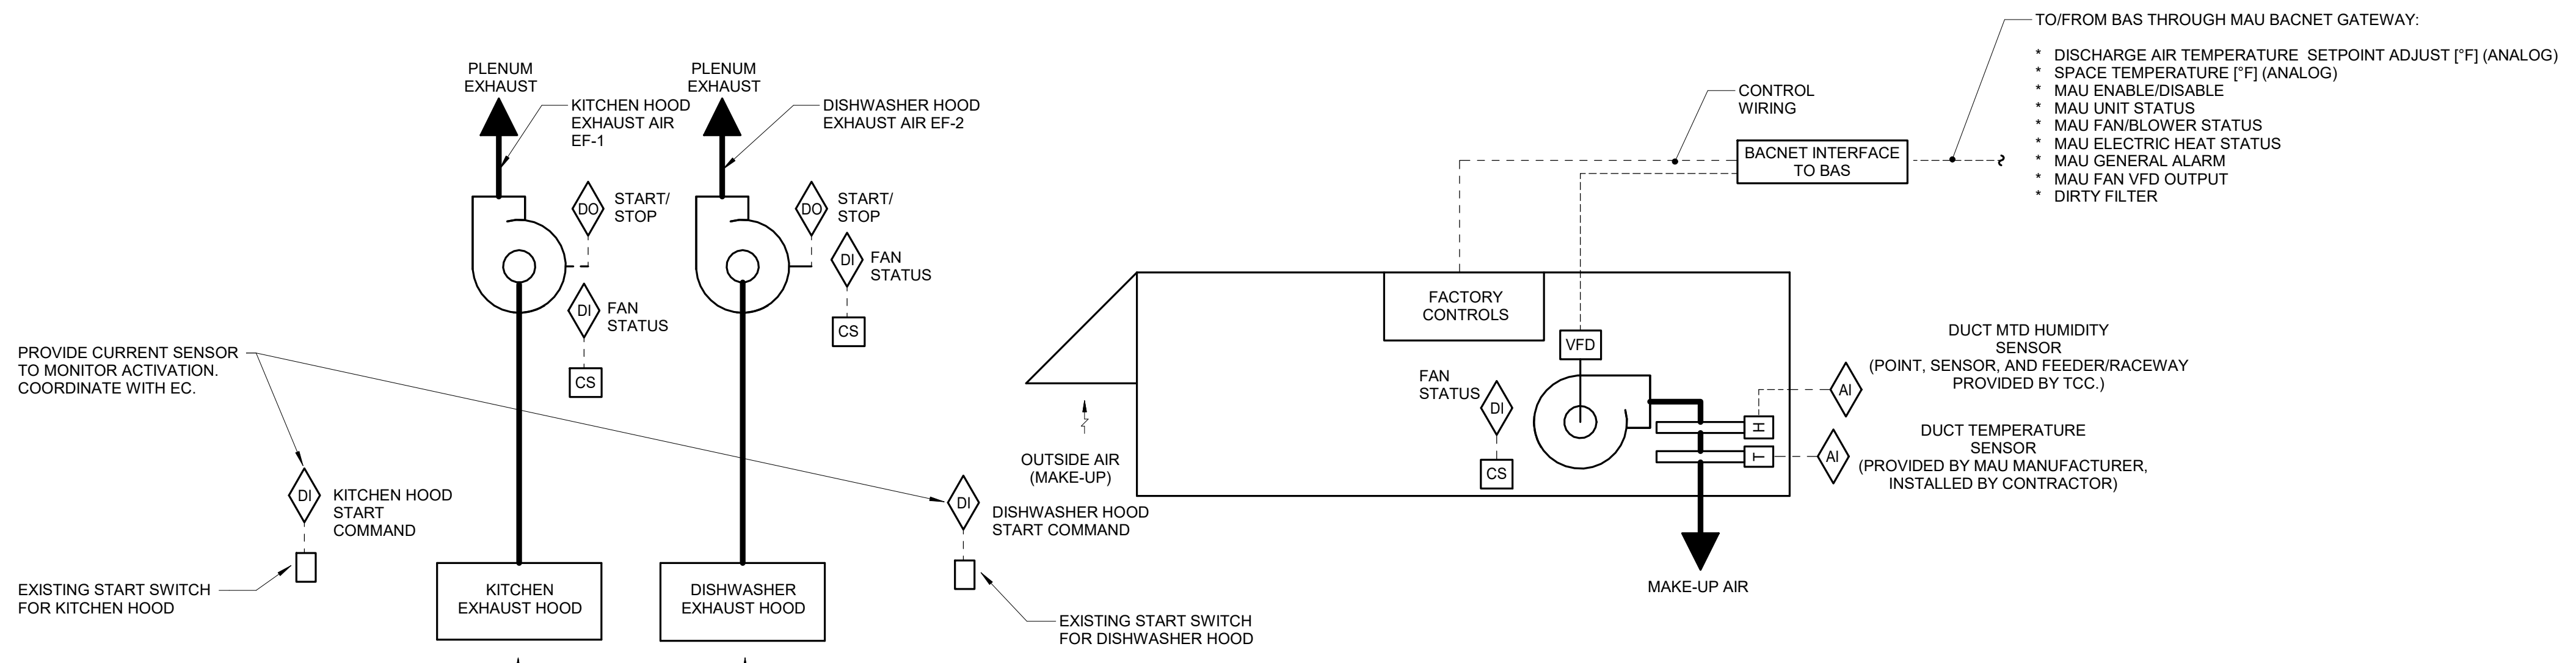 PLENUM
EXHAUST
KITCHEN HOOD
EXHAUST AIR
EF-1
DO
START/
STOP
DI
FAN
STATUS
CS
PLENUM
EXHAUST
DISHWASHER HOOD
EXHAUST AIR EF-2
DO
START/
STOP
DI
FAN
STATUS
CS
PROVIDE CURRENT SENSOR
TO MONITOR ACTIVATION.
COORDINATE WITH EC.
DI
KITCHEN HOOD
START
COMMAND
EXISTING START SWITCH
FOR KITCHEN HOOD
KITCHEN
EXHAUST HOOD
DISHWASHER
EXHAUST HOOD
DI
DISHWASHER HOOD
START COMMAND
EXISTING START SWITCH
FOR DISHWASHER HOOD
OUTSIDE AIR
(MAKE-UP)
FACTORY
CONTROLS
VFD
FAN
STATUS
DI
CS
H
T
MAKE-UP AIR
CONTROL
WIRING
BACNET INTERFACE
TO BAS
TO/FROM BAS THROUGH MAU BACNET GATEWAY:
* DISCHARGE AIR TEMPERATURE SETPOINT ADJUST [°F] (ANALOG)
* SPACE TEMPERATURE [°F] (ANALOG)
* MAU ENABLE/DISABLE
* MAU UNIT STATUS
* MAU FAN/BLOWER STATUS
* MAU ELECTRIC HEAT STATUS
* MAU GENERAL ALARM
* MAU FAN VFD OUTPUT
* DIRTY FILTER
AI
DUCT MTD HUMIDITY
SENSOR
(POINT, SENSOR, AND FEEDER/RACEWAY
PROVIDED BY TCC.)
AI
DUCT TEMPERATURE
SENSOR
(PROVIDED BY MAU MANUFACTURER,
INSTALLED BY CONTRACTOR)